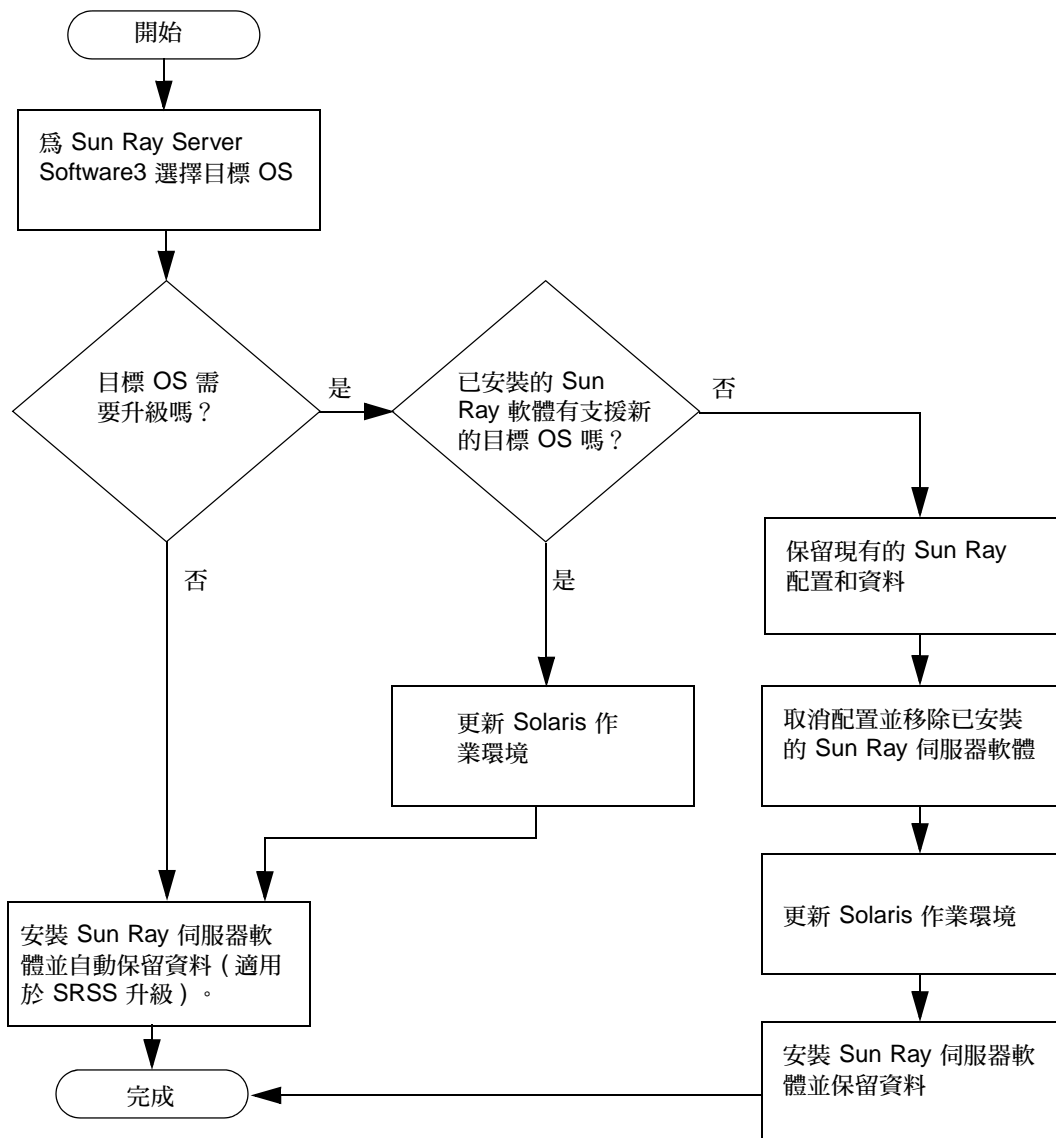 開始
爲 Sun Ray Server
Software3 選擇目標 OS
目標 OS 需
要升級嗎？
是
已安裝的 Sun
Ray 軟體有支援新
的目標 OS 嗎？
否
否
是
保留現有的 Sun Ray
配置和資料
更新 Solaris 作
業環境
取消配置並移除已安裝
的 Sun Ray 伺服器軟體
更新 Solaris 作業環境
安裝 Sun Ray 伺服器軟
體並自動保留資料 ( 適用
於 SRSS 升級 ) 。
安裝 Sun Ray 伺服器軟
體並保留資料
完成